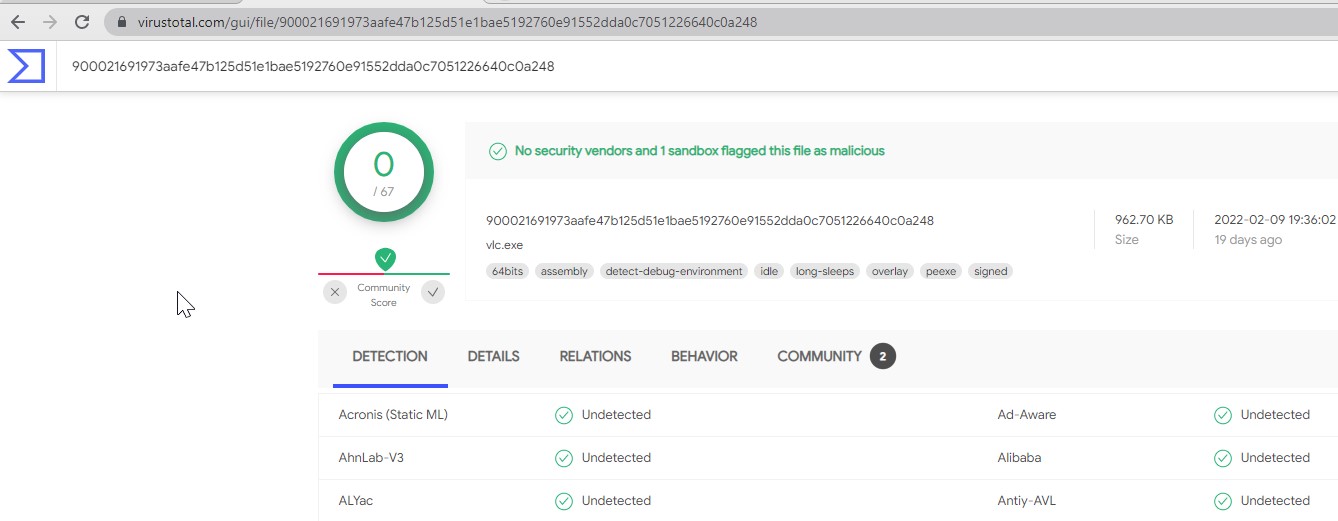 virustotal.com/gui/file/900021691973aafe47b125d51e1bae5192760e91552dda0c7051226640c0a248
900021691973aafe47b125d51e1bae5192760e91552dda0c7051226640c0a248
0
/ 67
No security vendors and 1 sandbox flagged this file as malicious
900021691973aafe47b125d51e1bae5192760e91552dda0c7051226640c0a248
vlc.exe
962.70 KB
Size
2022-02-09 19:36:02
19 days ago
64bits assembly detect-debug-environment idle long-sleeps overlay peexe signed
Community
Score
DETECTION DETAILS RELATIONS BEHAVIOR COMMUNITY 2
Acronis (Static ML) Undetected Ad-Aware Undetected
AhnLab-V3 Undetected Alibaba Undetected
ALYac Undetected Antiy-AVL Undetected